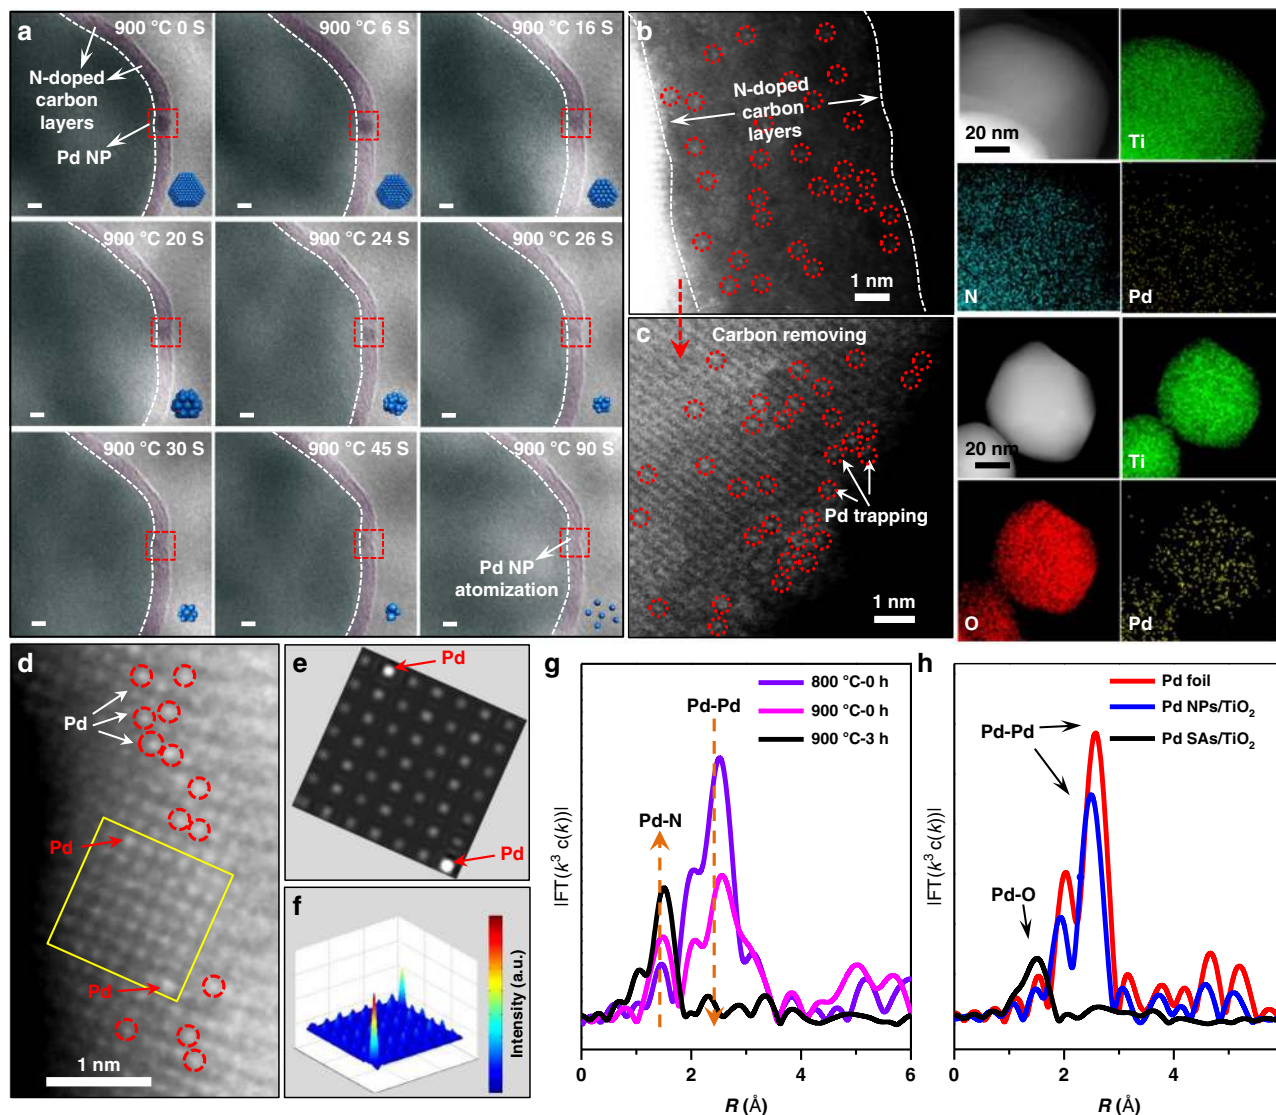 a
900 °C 0 S
900 °C 6 S
900 °C 16 S
N-doped
carbon
layers
Pd NP
900 °C 20 S
900 °C 24 S
900 °C 26 S
900 °C 30 S
900 °C 45 S
900 °C 90 S
Pd NP
atomization
b
N-doped
carbon
layers
1 nm
20 nm
Ti
N
Pd
c
Carbon removing
Pd trapping
1 nm
20 nm
Ti
O
Pd
d
Pd
Pd
Pd
1 nm
e
Pd
Pd
f
Intensity (a.u.)
g
800 °C-0 h
900 °C-0 h
900 °C-3 h
Pd-Pd
Pd-N
|FT(k³ c(k))|
0
2
4
6
R (Å)
h
Pd foil
Pd NPs/TiO₂
Pd SAs/TiO₂
Pd-Pd
Pd-O
|FT(k³ c(k))|
0
2
4
R (Å)